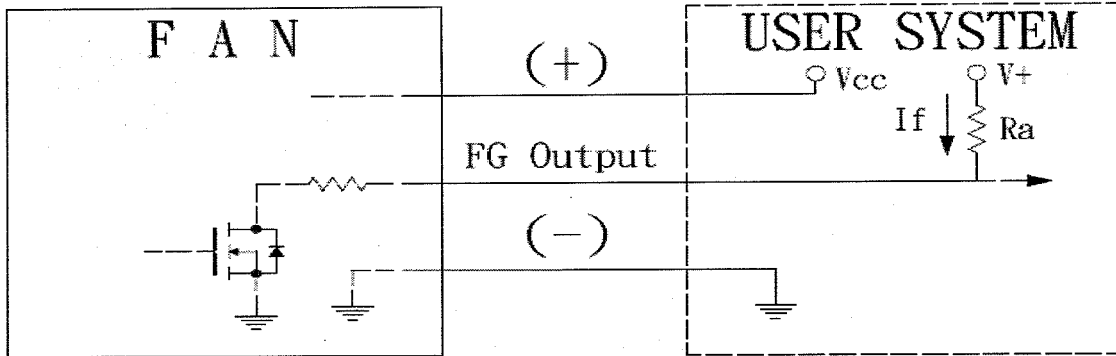 F A N
USER SYSTEM
(+)
Vcc
V+
If
Ra
FG Output
(-)